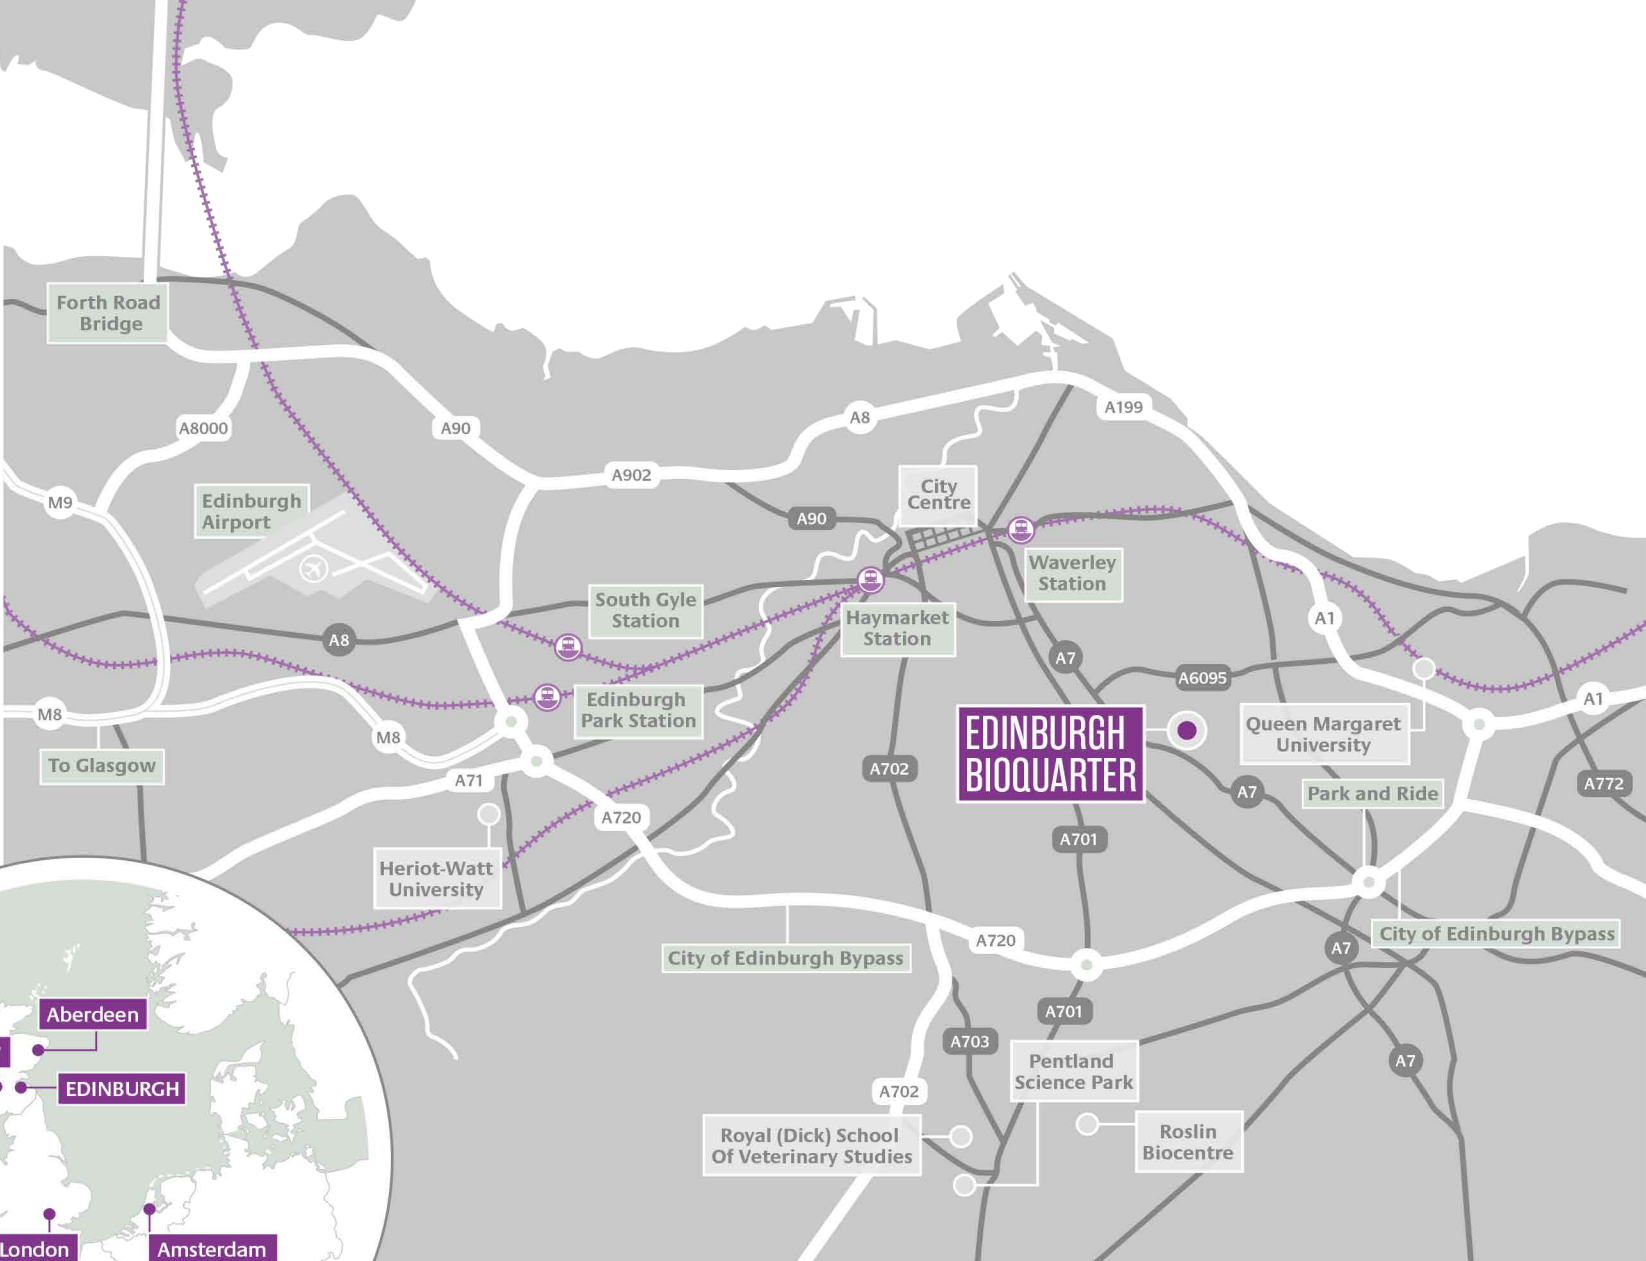 Forth Road
Bridge
A8000
A90
A8
A199
A902
M9
Edinburgh
Airport
City
Centre
A90
Waverley
Station
South Gyle
Station
Haymarket
Station
A8
A1
A7
A6095
Edinburgh
Park Station
A1
M8
M8
To Glasgow
EDINBURGH
BIOQUARTER
Queen Margaret
University
A71
A702
A7
Park and Ride
A772
A720
A701
Heriot-Watt
University
City of Edinburgh Bypass
A720
City of Edinburgh Bypass
A7
A701
A703
A7
Pentland
Science Park
A702
Royal (Dick) School
Of Veterinary Studies
Roslin
Biocentre
Aberdeen
EDINBURGH
London
Amsterdam